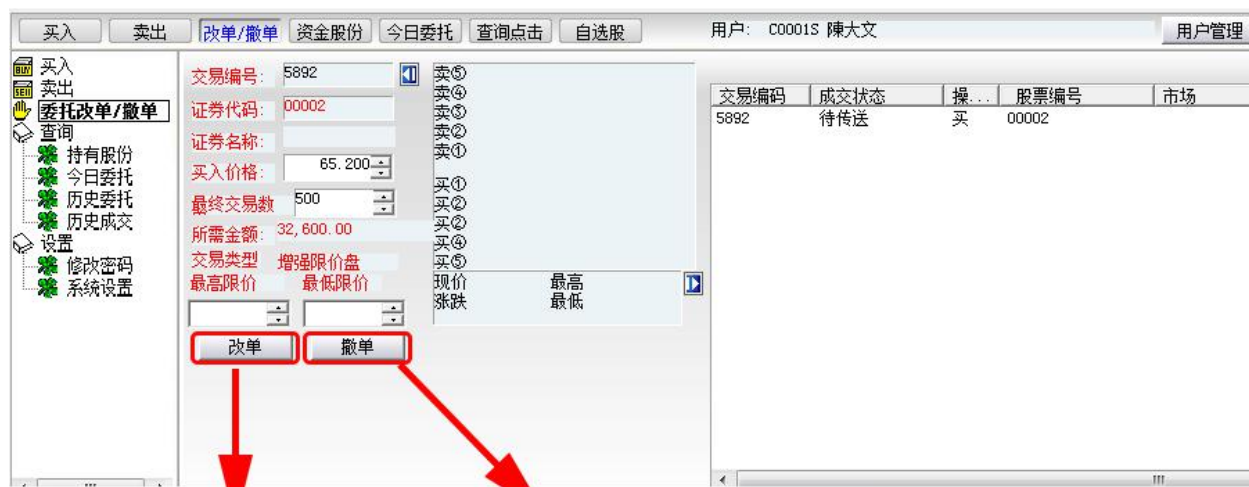 买入 卖出 改单/撤单 资金股份 今日委托 查询点击 自选股 用户: C0001S 陳大文 用户管理
买入
卖出
委托改单/撤单
查询
持有股份
今日委托
历史委托
历史成交
设置
修改密码
系统设置
交易编号: 5892
证券代码: 00002
证券名称:
买入价格: 65.200
最终交易数 500
所需金额: 32,600.00
交易类型 增强限价盘
最高限价 最低限价
改单 撤单
卖⑤
卖④
卖③
卖②
卖①
买①
买②
买②
买④
买⑤
现价 最高
涨跌 最低
交易编码 成交状态 操... 股票编号 市场
5892 待传送 买 00002